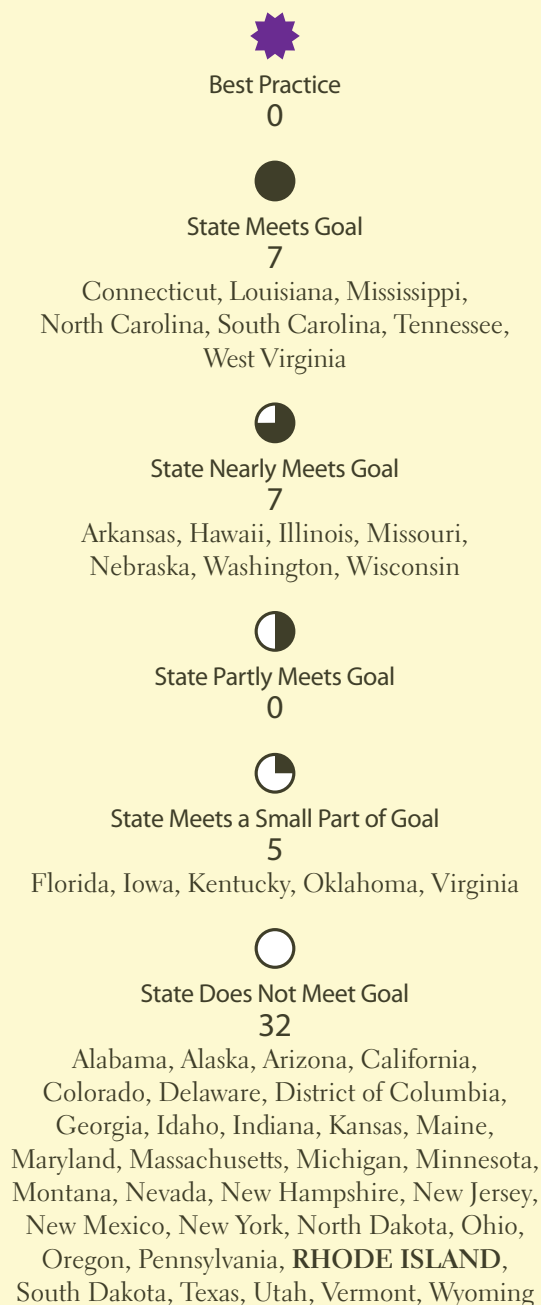 Best Practice
0
State Meets Goal
7
Connecticut, Louisiana, Mississippi,
North Carolina, South Carolina, Tennessee,
West Virginia
State Nearly Meets Goal
7
Arkansas, Hawaii, Illinois, Missouri,
Nebraska, Washington, Wisconsin
State Partly Meets Goal
0
State Meets a Small Part of Goal
5
Florida, Iowa, Kentucky, Oklahoma, Virginia
State Does Not Meet Goal
32
Alabama, Alaska, Arizona, California,
Colorado, Delaware, District of Columbia,
Georgia, Idaho, Indiana, Kansas, Maine,
Maryland, Massachusetts, Michigan, Minnesota,
Montana, Nevada, New Hampshire, New Jersey,
New Mexico, New York, North Dakota, Ohio,
Oregon, Pennsylvania, RHODE ISLAND,
South Dakota, Texas, Utah, Vermont, Wyoming